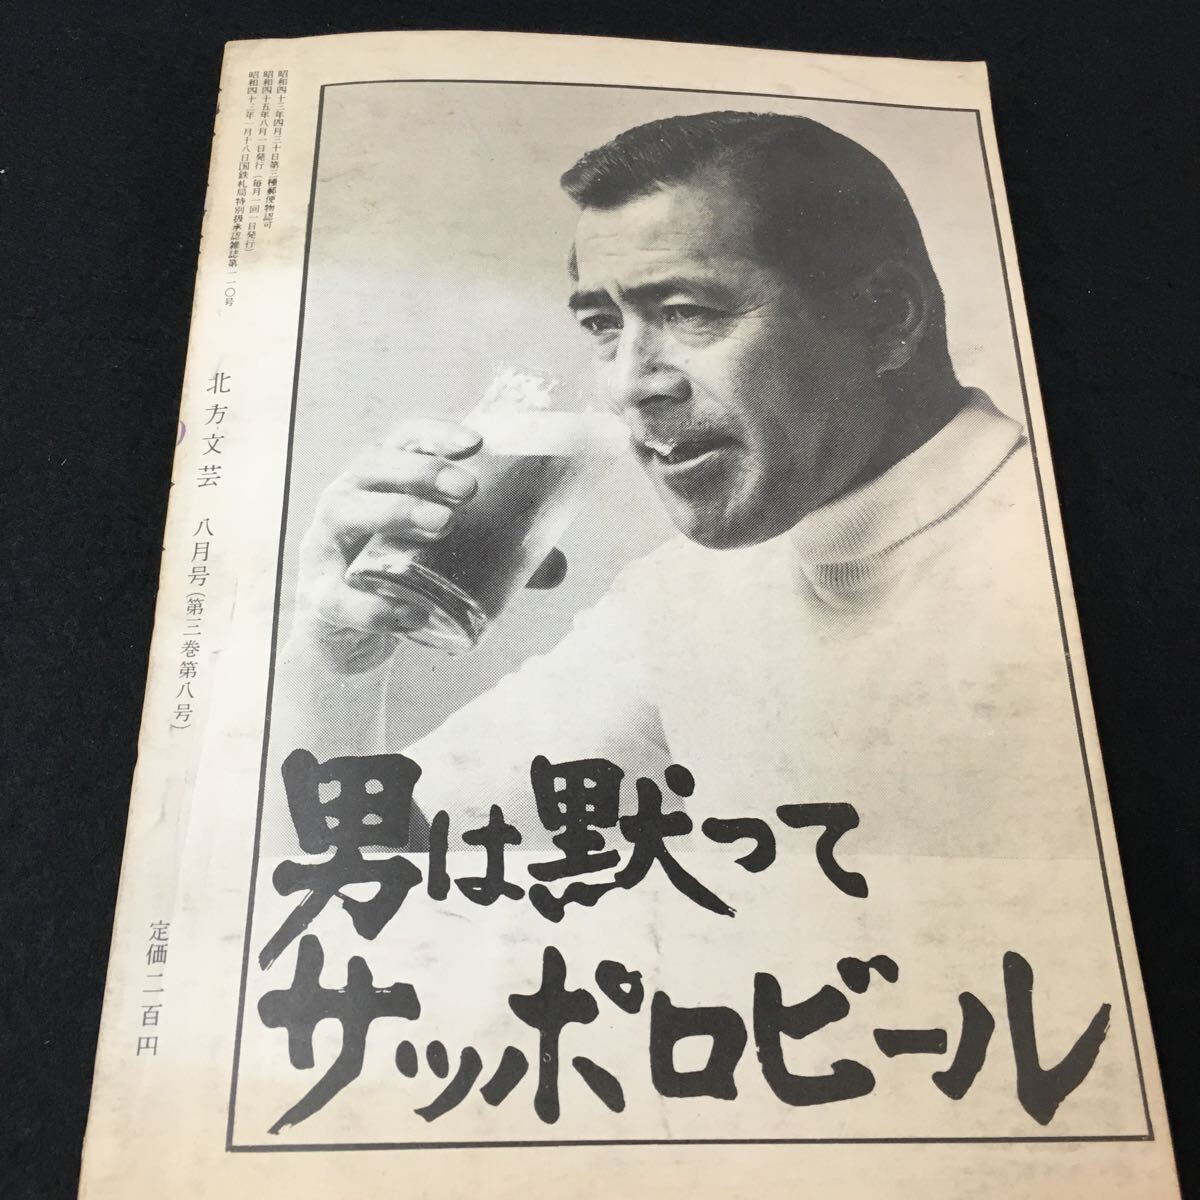 昭和四十三年四月三十日第三種郵便物認可
昭和四十五年八月一日発行(毎月一回一日発行)
昭和四十三年一月十八日国鉄札局特別扱承認雑誌第一一〇号
北方文芸 八月号(第三巻第八号)
定価二百円
男は黙って
サッポロビール